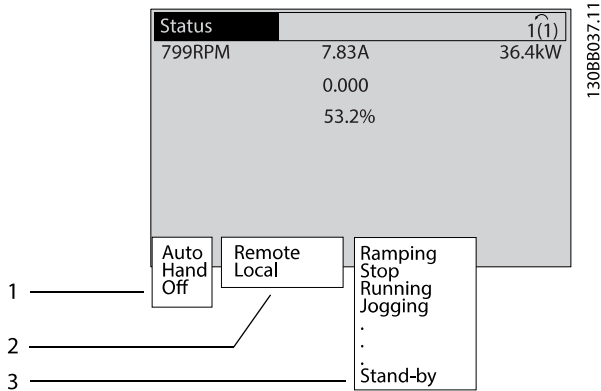 Status 1(1)
799RPM 7.83A 36.4kW
0.000
53.2%
Auto
Hand
Off
Remote
Local
Ramping
Stop
Running
Jogging
.
.
.
Stand-by
1
2
3
130BB037.11